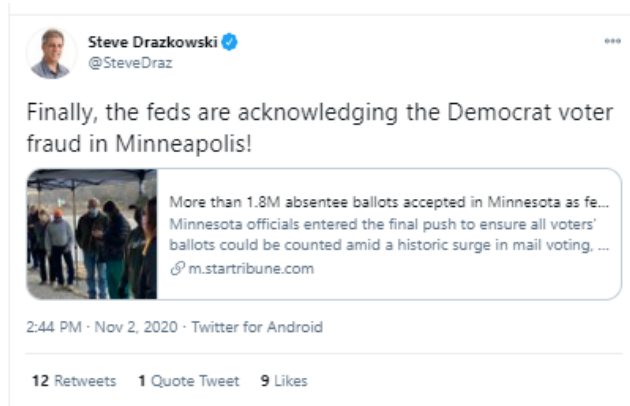 Steve Drazkowski
@SteveDraz
Finally, the feds are acknowledging the Democrat voter
fraud in Minneapolis!
More than 1.8M absentee ballots accepted in Minnesota as fe...
Minnesota officials entered the final push to ensure all voters'
ballots could be counted amid a historic surge in mail voting, ...
m.startribune.com
2:44 PM · Nov 2, 2020 · Twitter for Android
12 Retweets 1 Quote Tweet 9 Likes